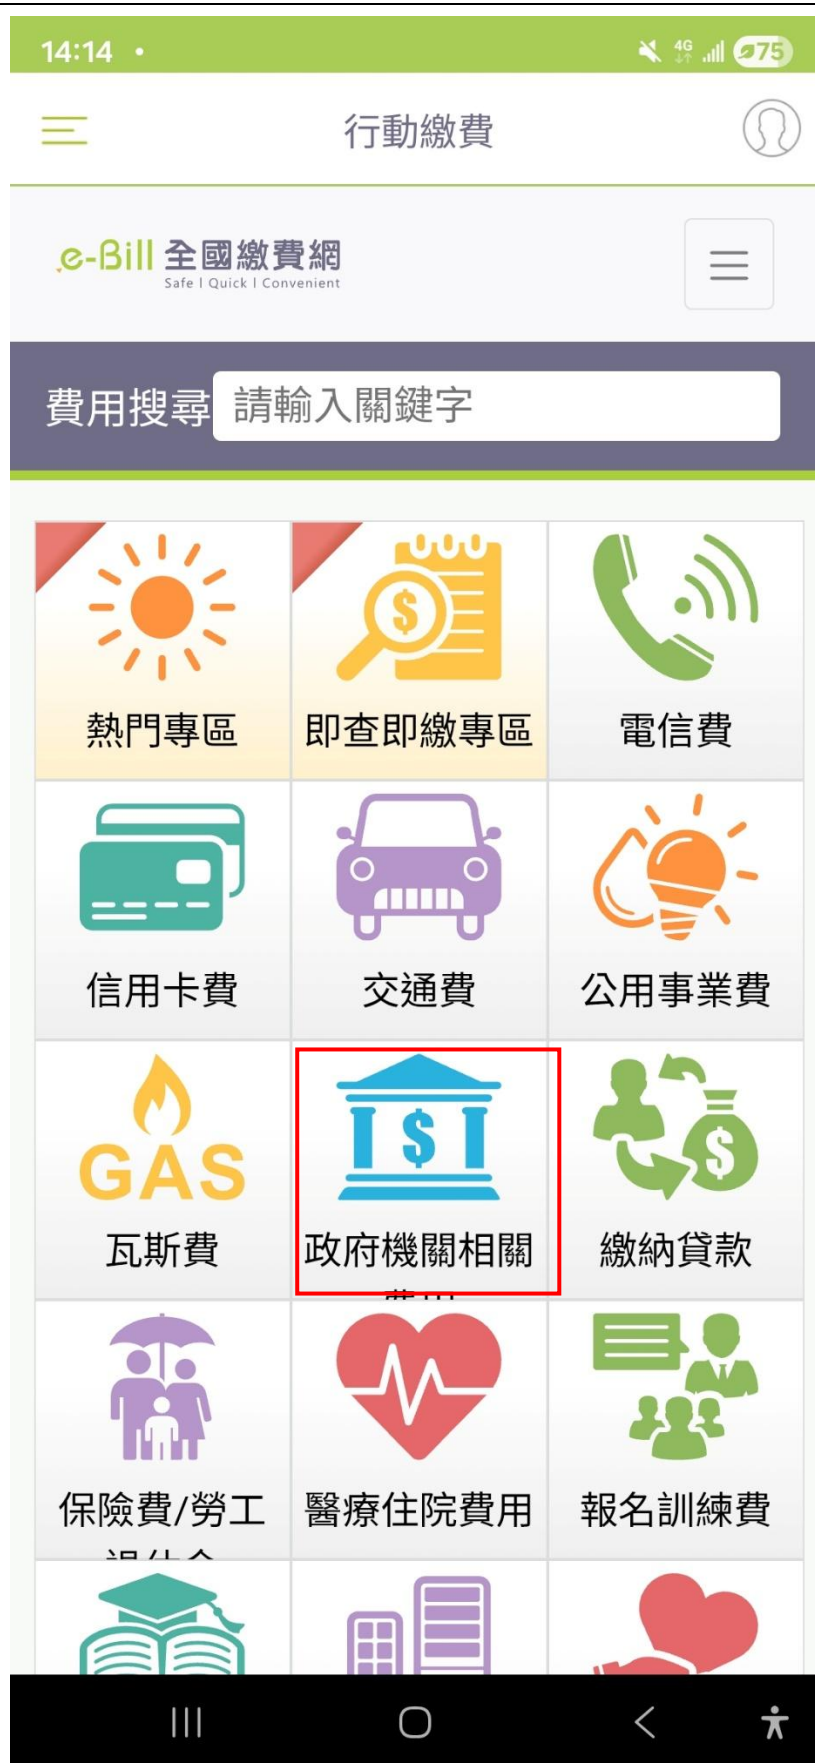 14:14
4G
75
行動繳費
e-Bill 全國繳費網
Safe | Quick | Convenient
費用搜尋 請輸入關鍵字
熱門專區
即查即繳專區
電信費
信用卡費
交通費
公用事業費
GAS
瓦斯費
政府機關相關
繳納貸款
保險費/勞工
醫療住院費用
報名訓練費